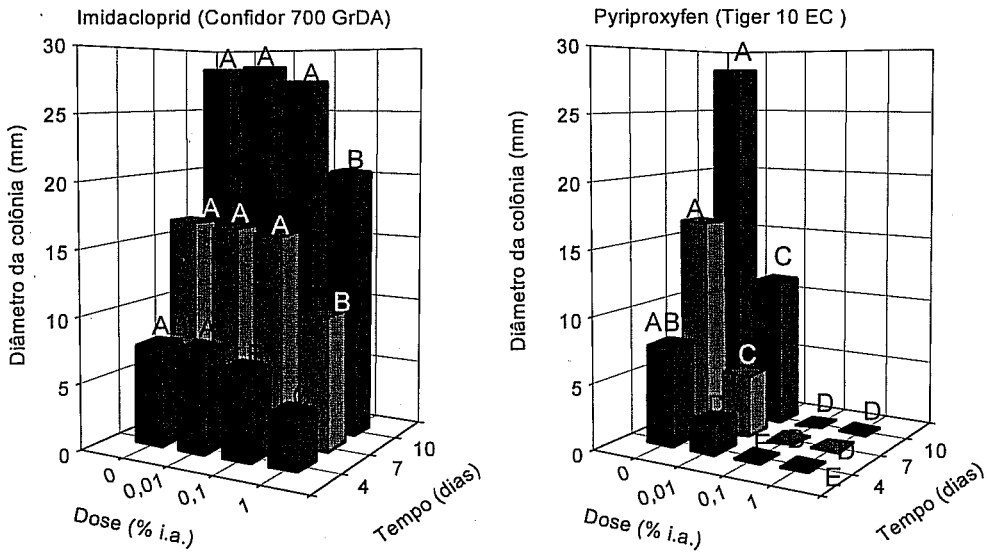 Imidacloprid (Confidor 700 GrDA)
Diâmetro da colônia (mm)
30
25
20
15
10
5
0
A A A B
A A A B
A A
0
0,01
0,1
1
Dose (% i.a.)
4
7
10
Tempo (dias)
Pyriproxyfen (Tiger 10 EC )
Diâmetro da colônia (mm)
30
25
20
15
10
5
0
A C D D
A C D D
AB E E
0
0,01
0,1
1
Dose (% i.a.)
4
7
10
Tempo (dias)